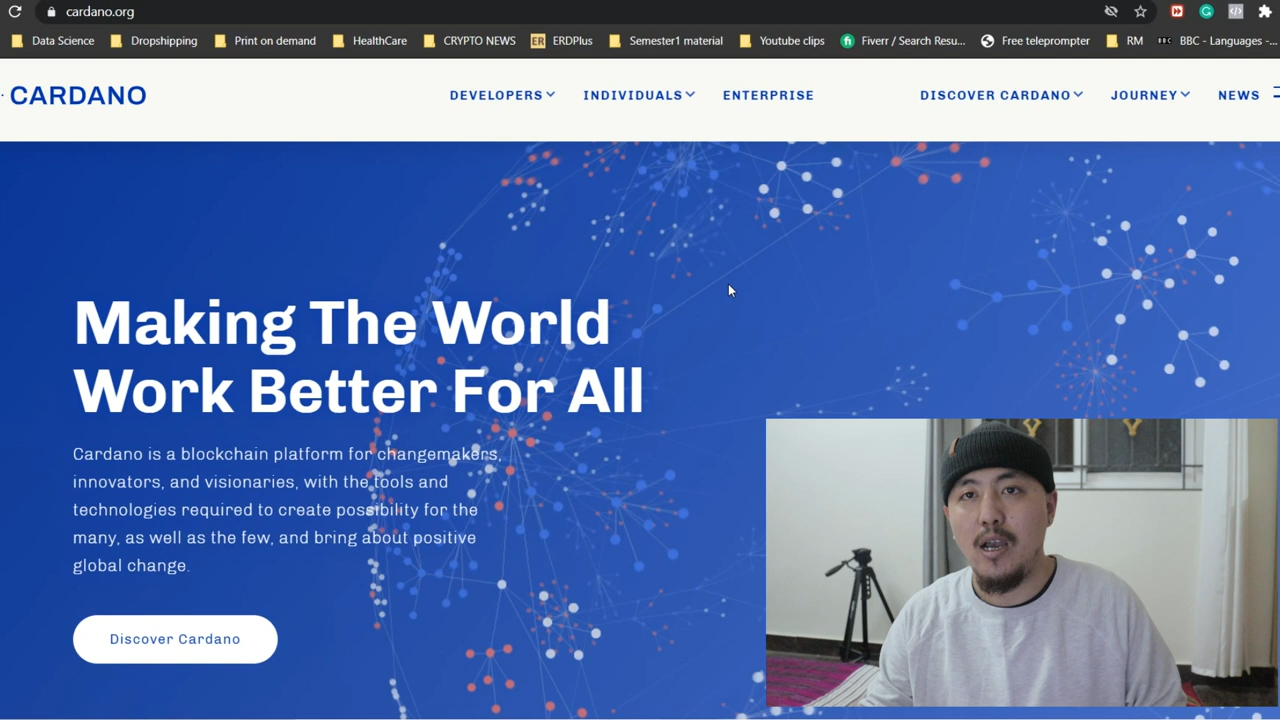 cardano.org
Data Science Dropshipping Print on demand HealthCare CRYPTO NEWS ER ERDPlus Semester1 material Youtube clips fi Fiverr / Search Resu... Free teleprompter RM BBC BBC - Languages -...
CARDANO DEVELOPERS INDIVIDUALS ENTERPRISE DISCOVER CARDANO JOURNEY NEWS
Making The World
Work Better For All
Cardano is a blockchain platform for changemakers,
innovators, and visionaries, with the tools and
technologies required to create possibility for the
many, as well as the few, and bring about positive
global change.
Discover Cardano